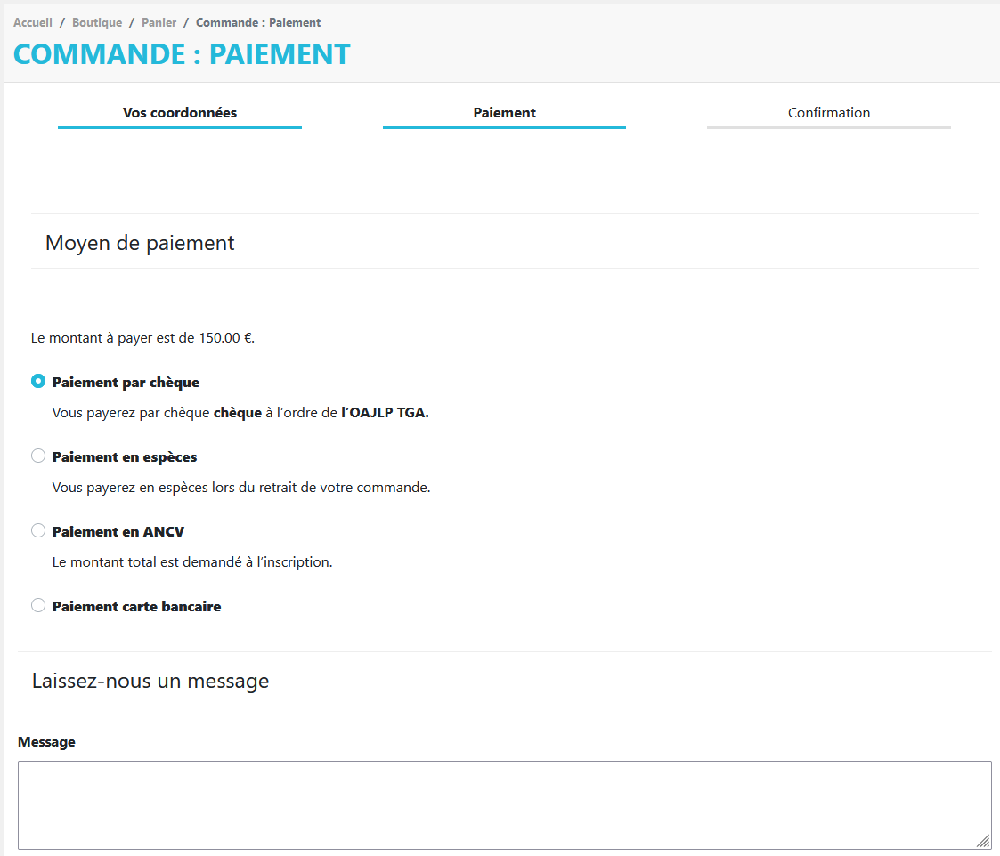 Accueil / Boutique / Panier / Commande : Paiement
COMMANDE : PAIEMENT
Vos coordonnées Paiement Confirmation
Moyen de paiement
Le montant à payer est de 150.00 €.
Paiement par chèque
Vous payerez par chèque chèque à l’ordre de l’OAJLP TGA.
Paiement en espèces
Vous payerez en espèces lors du retrait de votre commande.
Paiement en ANCV
Le montant total est demandé à l’inscription.
Paiement carte bancaire
Laissez-nous un message
Message